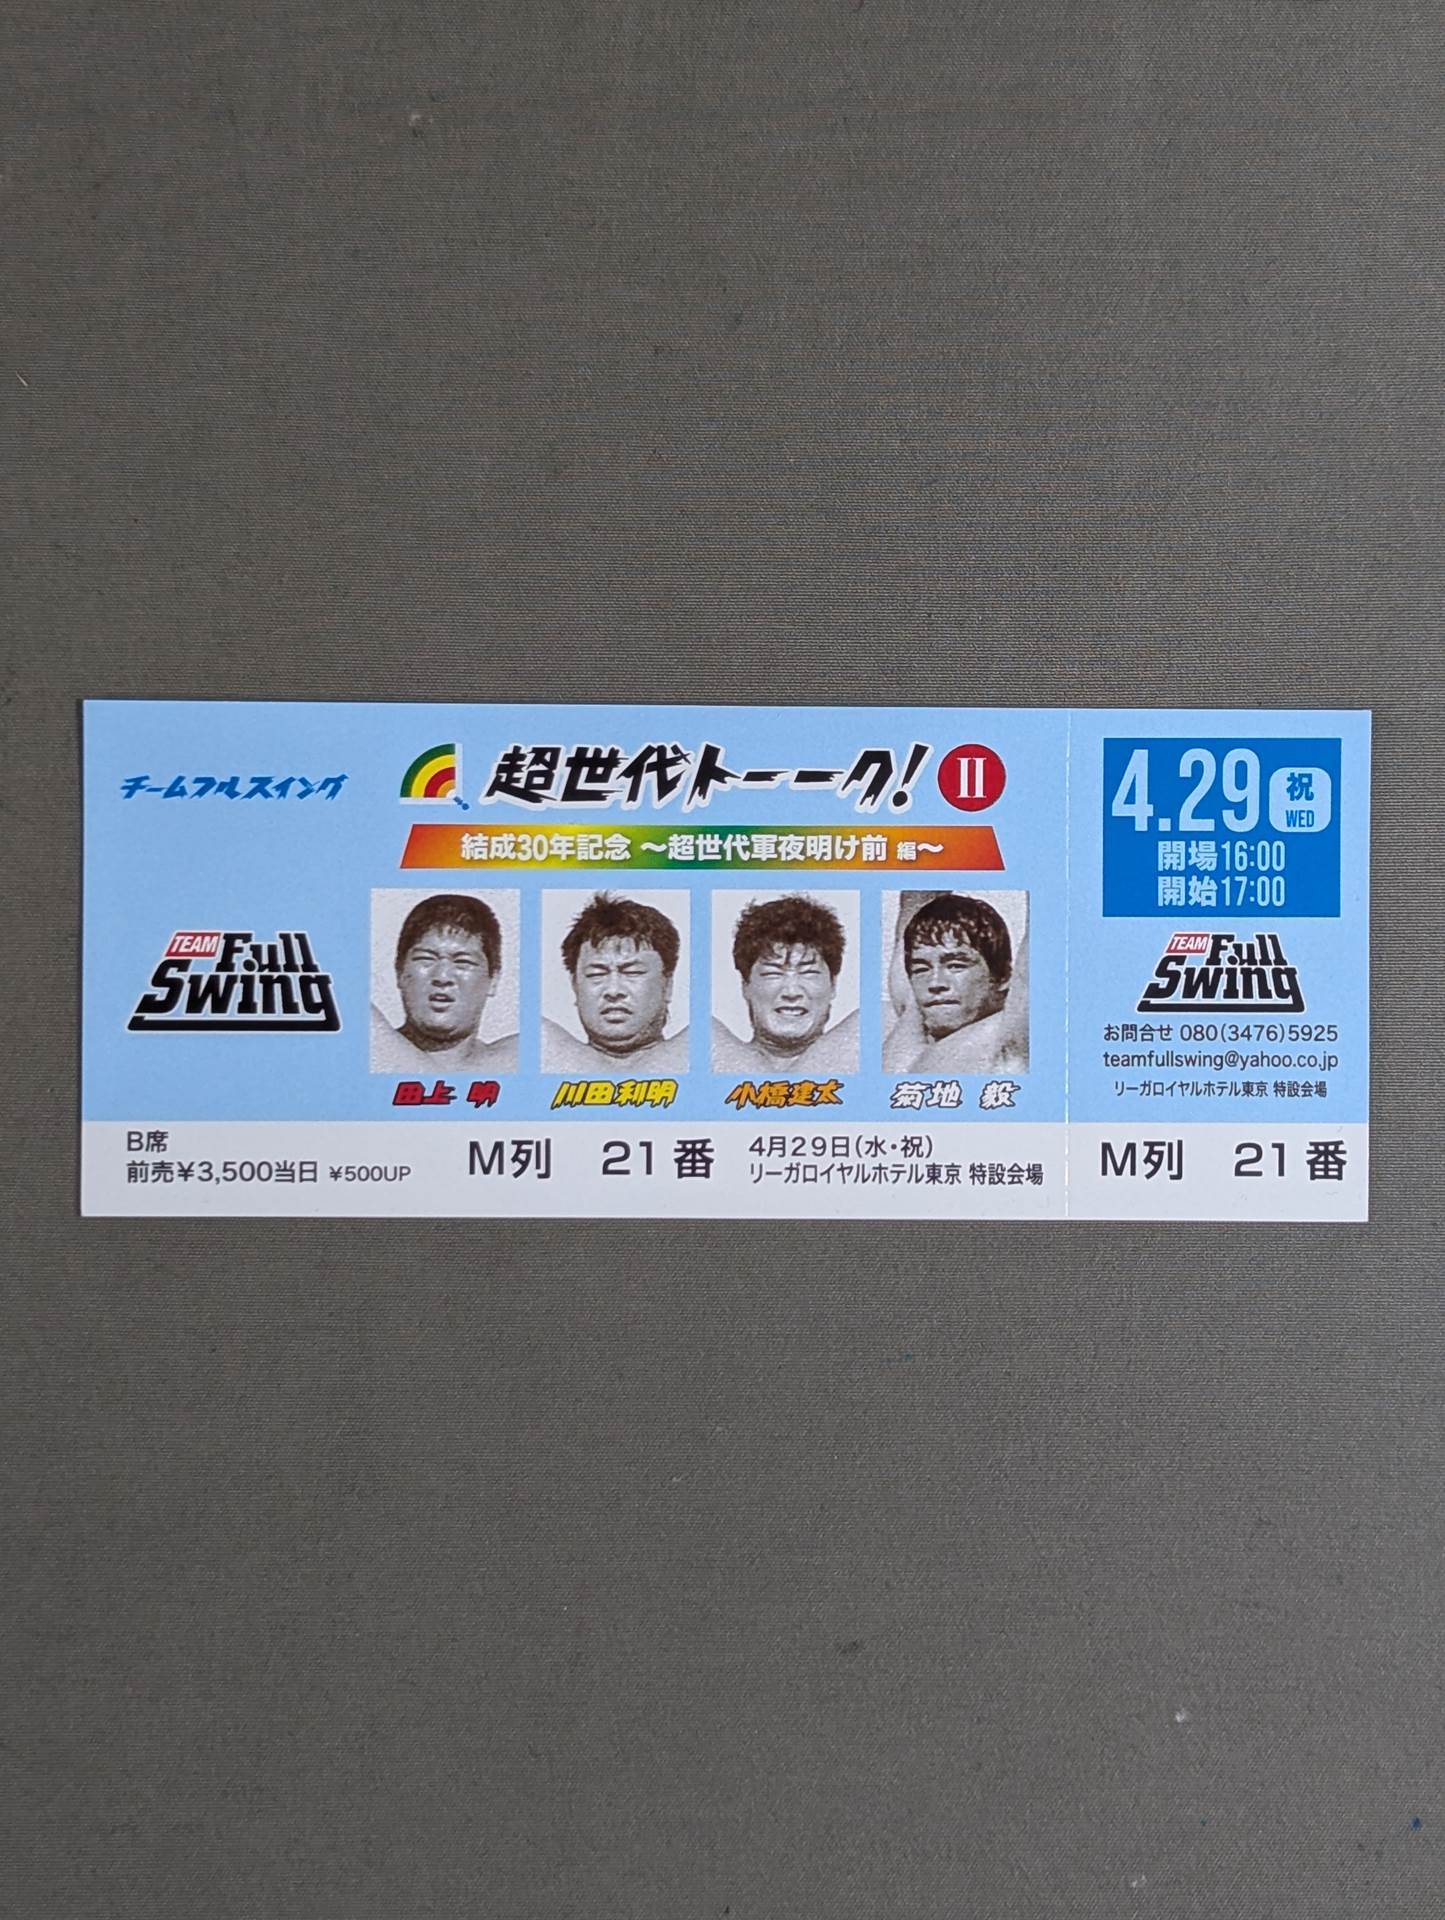 チームフルスイング
超世代トーーク! II
結成30年記念 〜超世代軍夜明け前 編〜
TEAM Full Swing
田上 明
川田利明
小橋建太
菊地 毅
B席
前売¥3,500当日 ¥500UP
M列 21番
4月29日(水・祝)
リーガロイヤルホテル東京 特設会場
4.29 祝 WED
開場16:00
開始17:00
TEAM Full Swing
お問合せ 080(3476)5925
teamfullswing@yahoo.co.jp
リーガロイヤルホテル東京 特設会場
M列 21番